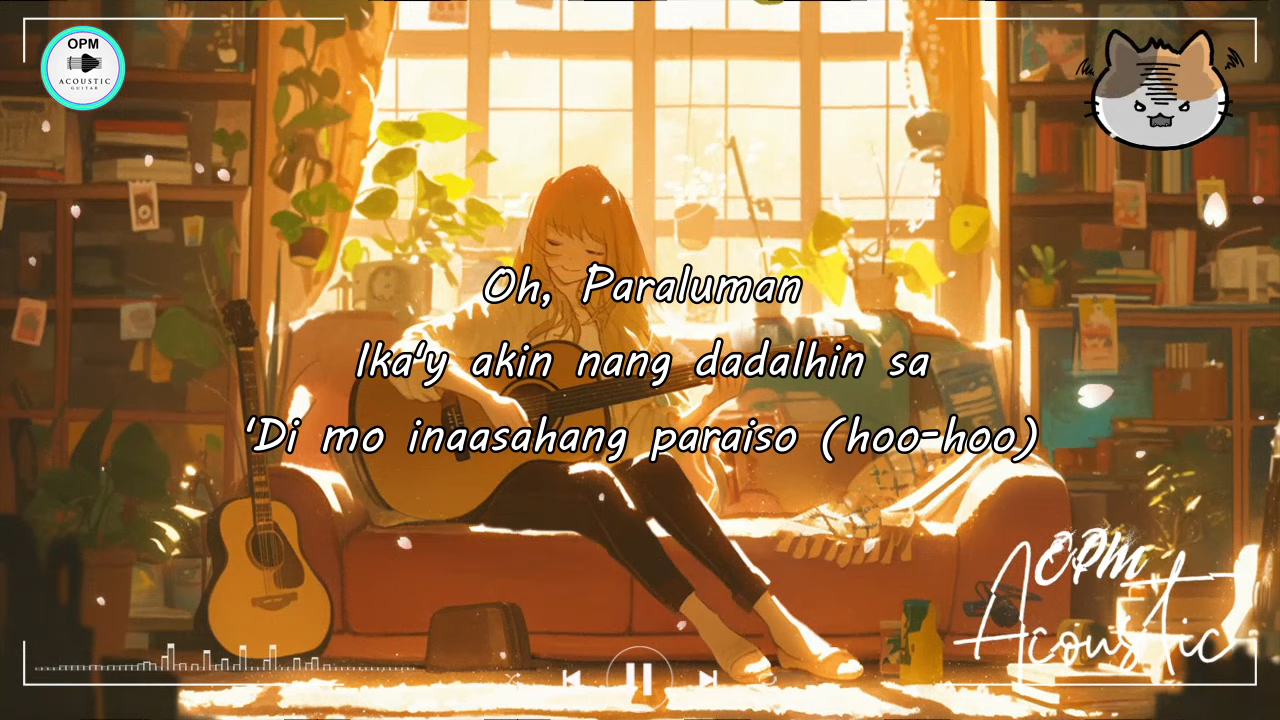 OPM
ACOUSTIC
GUITAR
Oh, Paraluman
Ika'y akin nang dadalhin sa
'Di mo inaasahang paraiso (hoo-hoo)
OPM
Acoustic